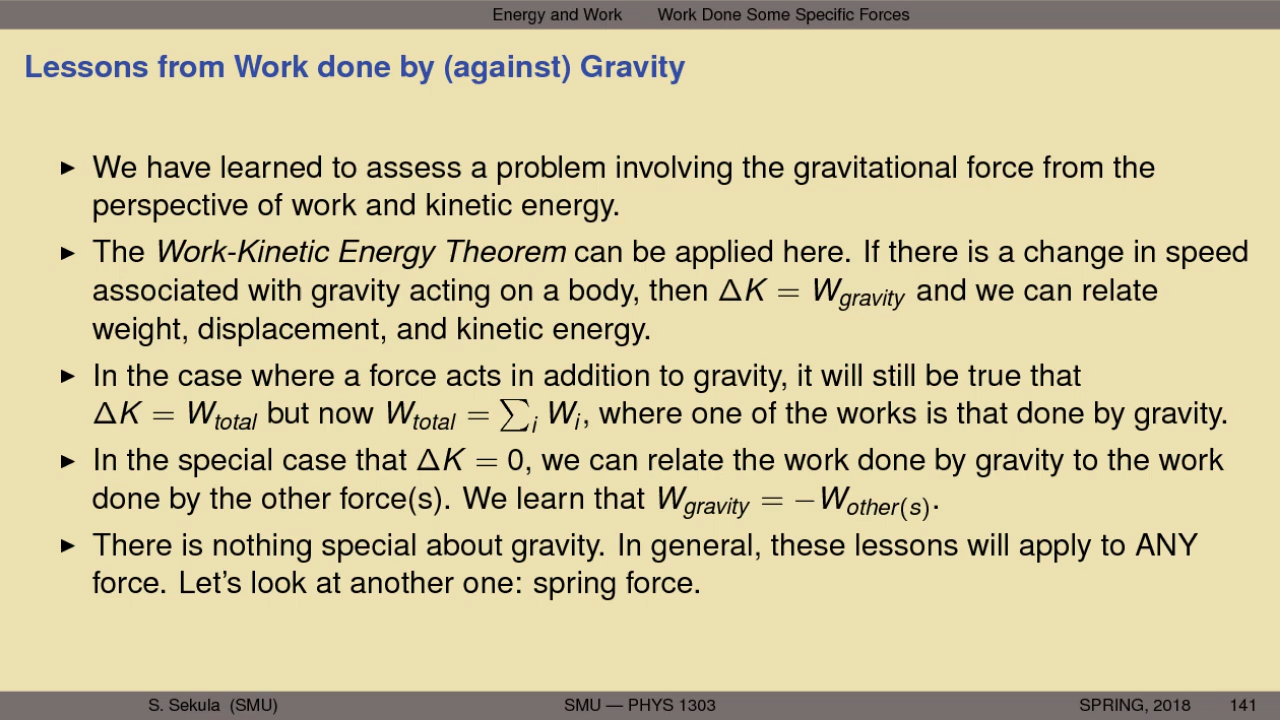 Energy and Work Work Done Some Specific Forces
Lessons from Work done by (against) Gravity
▶ We have learned to assess a problem involving the gravitational force from the
perspective of work and kinetic energy.
▶ The Work-Kinetic Energy Theorem can be applied here. If there is a change in speed
associated with gravity acting on a body, then ΔK = W_gravity and we can relate
weight, displacement, and kinetic energy.
▶ In the case where a force acts in addition to gravity, it will still be true that
ΔK = W_total but now W_total = ∑_i W_i, where one of the works is that done by gravity.
▶ In the special case that ΔK = 0, we can relate the work done by gravity to the work
done by the other force(s). We learn that W_gravity = −W_other(s).
▶ There is nothing special about gravity. In general, these lessons will apply to ANY
force. Let's look at another one: spring force.
S. Sekula (SMU) SMU — PHYS 1303 SPRING, 2018 141